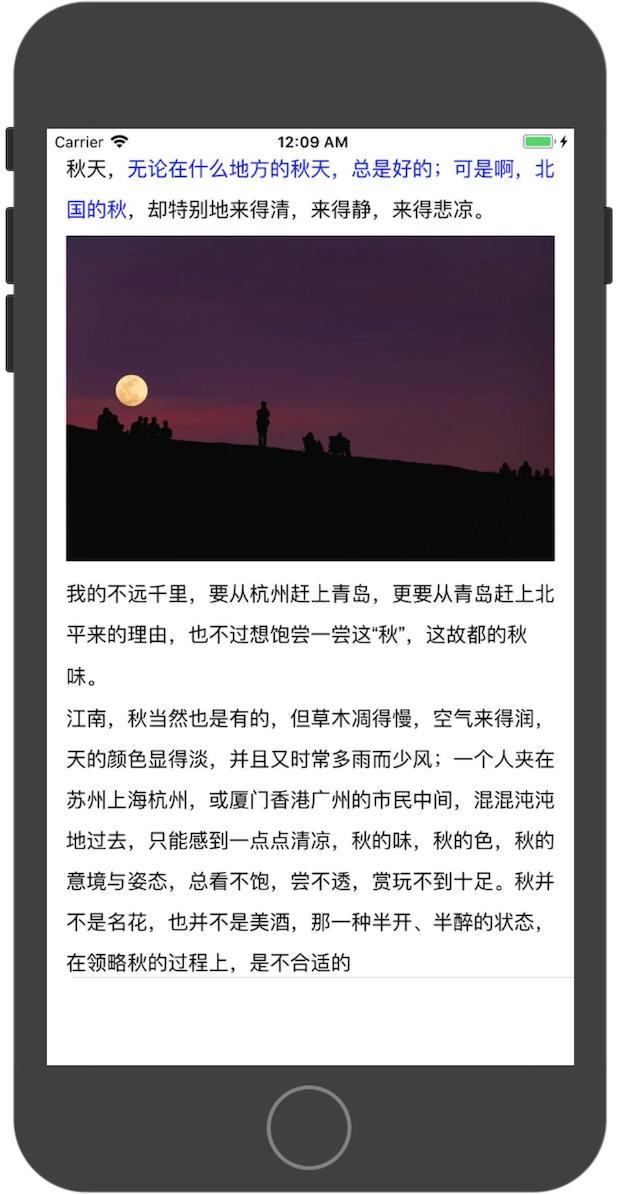 Carrier 12:09 AM
秋天，无论在什么地方的秋天，总是好的；可是啊，北
国的秋，却特别地来得清，来得静，来得悲凉。
我的不远千里，要从杭州赶上青岛，更要从青岛赶上北
平来的理由，也不过想饱尝一尝这“秋”，这故都的秋
味。
江南，秋当然也是有的，但草木凋得慢，空气来得润，
天的颜色显得淡，并且又时常多雨而少风；一个人夹在
苏州上海杭州，或厦门香港广州的市民中间，混混沌沌
地过去，只能感到一点点清凉，秋的味，秋的色，秋的
意境与姿态，总看不饱，尝不透，赏玩不到十足。秋并
不是名花，也并不是美酒，那一种半开、半醉的状态，
在领略秋的过程上，是不合适的